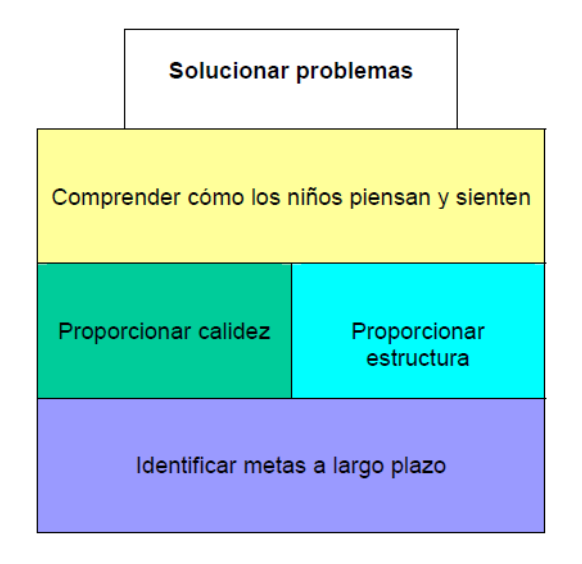 Solucionar problemas
Comprender cómo los niños piensan y sienten
Proporcionar calidez
Proporcionar
estructura
Identificar metas a largo plazo